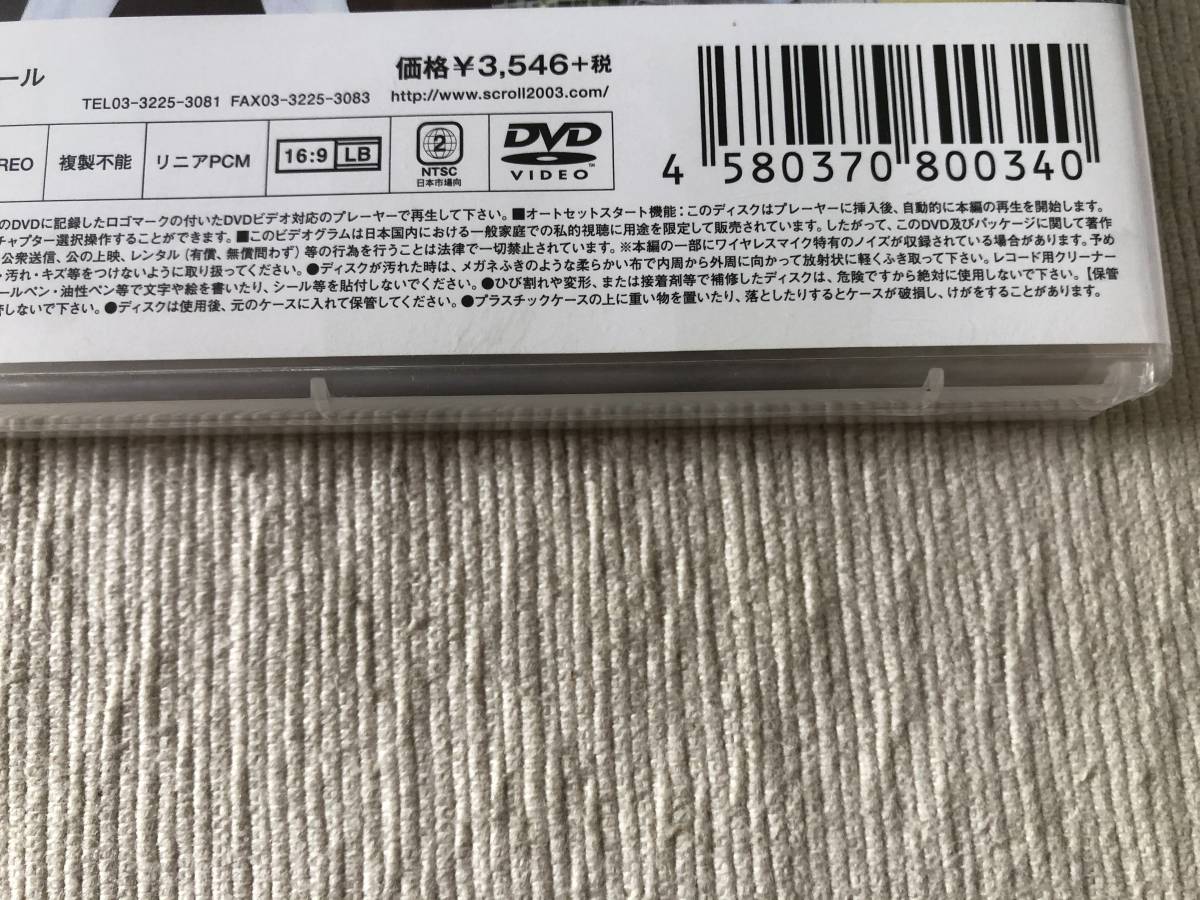 ール
価格¥3,546+税
TEL03-3225-3081 FAX03-3225-3083
http://www.scroll2003.com/
REO 複製不能 リニアPCM 16:9 LB 2 NTSC 日本市場向 DVD VIDEO
4 580370 800340
のDVDに記録したロゴマークの付いたDVDビデオ対応のプレーヤーで再生して下さい。■オートセットスタート機能:このディスクはプレーヤーに挿入後、自動的に本編の再生を開始します。
チャプター選択操作することができます。■このビデオグラムは日本国内における一般家庭での私的視聴に用途を限定して販売されています。したがって、このDVD及びパッケージに関して著作
公衆送信、公の上映、レンタル(有償、無償問わず)等の行為を行うことは法律で一切禁止されています。※本編の一部にワイヤレスマイク特有のノイズが収録されている場合があります。予め
・汚れ・キズ等をつけないように取り扱ってください。●ディスクが汚れた時は、メガネふきのような柔らかい布で内周から外周に向かって放射状に軽くふき取って下さい。レコード用クリーナー
ールペン・油性ペン等で文字や絵を書いたり、シール等を貼付しないでください。●ひび割れや変形、または接着剤等で補修したディスクは、危険ですから絶対に使用しないで下さい。【保管
しないで下さい。●ディスクは使用後、元のケースに入れて保管してください。●プラスチックケースの上に重い物を置いたり、落としたりするとケースが破損し、けがをすることがあります。